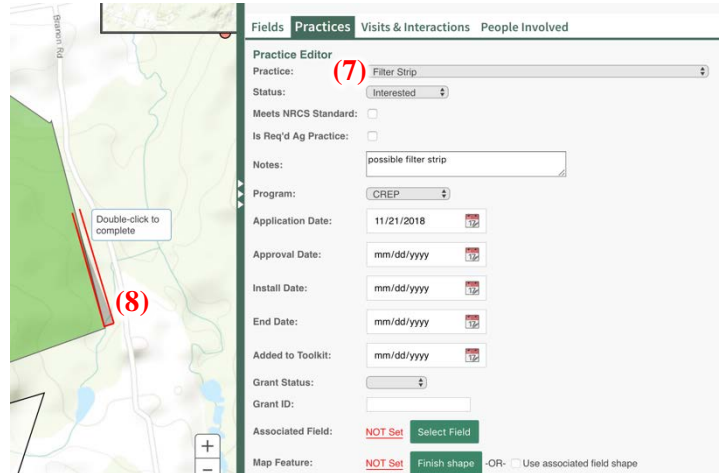 Branon Rd
Double-click to
complete
(8)
+
−
Fields Practices Visits & Interactions People Involved
Practice Editor
Practice: (7) Filter Strip
Status: Interested
Meets NRCS Standard:
Is Req'd Ag Practice:
Notes: possible filter strip
Program: CREP
Application Date: 11/21/2018
Approval Date: mm/dd/yyyy
Install Date: mm/dd/yyyy
End Date: mm/dd/yyyy
Added to Toolkit: mm/dd/yyyy
Grant Status:
Grant ID:
Associated Field: NOT Set Select Field
Map Feature: NOT Set Finish shape -OR- Use associated field shape